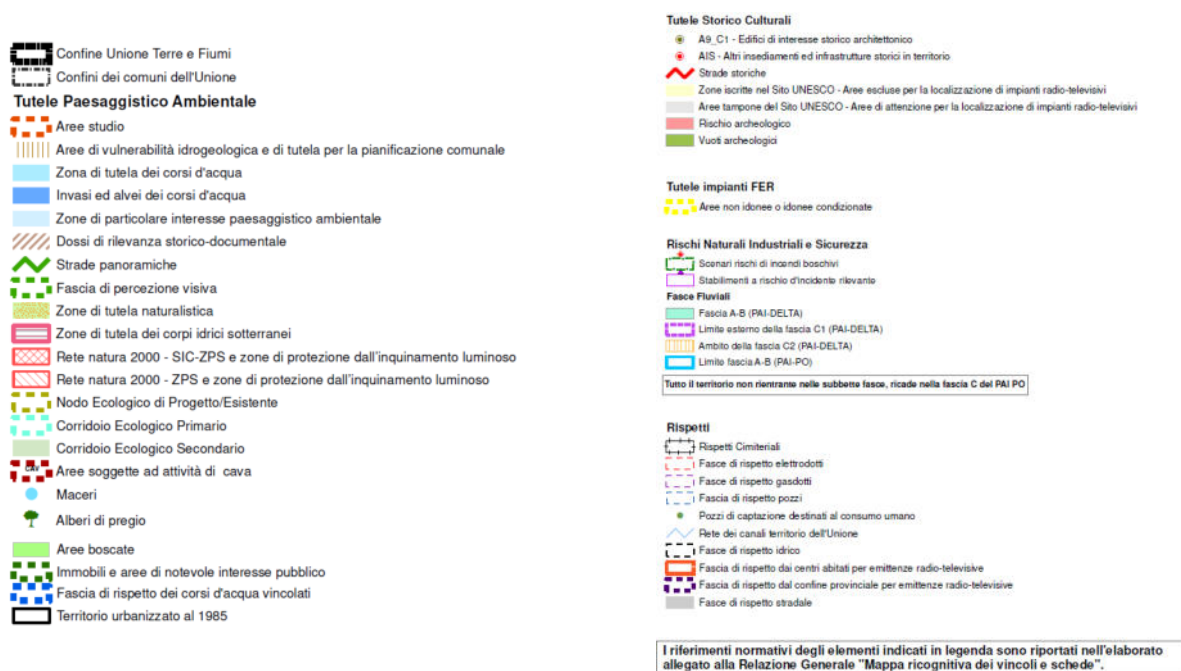 Confine Unione Terre e Fiumi
Confini dei comuni dell'Unione
Tutele Paesaggistico Ambientale
Aree studio
Aree di vulnerabilità idrogeologica e di tutela per la pianificazione comunale
Zona di tutela dei corsi d'acqua
Invasi ed alvei dei corsi d'acqua
Zone di particolare interesse paesaggistico ambientale
Dossi di rilevanza storico-documentale
Strade panoramiche
Fascia di percezione visiva
Zone di tutela naturalistica
Zone di tutela dei corpi idrici sotterranei
Rete natura 2000 - SIC-ZPS e zone di protezione dall'inquinamento luminoso
Rete natura 2000 - ZPS e zone di protezione dall'inquinamento luminoso
Nodo Ecologico di Progetto/Esistente
Corridoio Ecologico Primario
Corridoio Ecologico Secondario
CAV Aree soggette ad attività di cava
Maceri
Alberi di pregio
Aree boscate
Immobili e aree di notevole interesse pubblico
Fascia di rispetto dei corsi d'acqua vincolati
Territorio urbanizzato al 1985
Tutele Storico Culturali
A9_C1 - Edifici di interesse storico architettonico
AIS - Altri insediamenti ed infrastrutture storici in territorio
Strade storiche
Zone iscritte nel Sito UNESCO - Aree escluse per la localizzazione di impianti radio-televisivi
Aree tampone del Sito UNESCO - Aree di attenzione per la localizzazione di impianti radio-televisivi
Rischio archeologico
Vuoti archeologici
Tutele impianti FER
Aree non idonee o idonee condizionate
Rischi Naturali Industriali e Sicurezza
Scenari rischi di incendi boschivi
Stabilimenti a rischio d'incidente rilevante
Fasce Fluviali
Fascia A-B (PAI-DELTA)
Limite esterno della fascia C1 (PAI-DELTA)
Ambito della fascia C2 (PAI-DELTA)
Limite fascia A-B (PAI-PO)
Tutto il territorio non rientrante nelle subbette fasce, ricade nella fascia C del PAI PO
Rispetti
Rispetti Cimiteriali
Fasce di rispetto elettrodotti
Fasce di rispetto gasdotti
Fascia di rispetto pozzi
Pozzi di captazione destinati al consumo umano
Rete dei canali territorio dell'Unione
Fasce di rispetto idrico
Fascia di rispetto dai centri abitati per emittenze radio-televisive
Fascia di rispetto dal confine provinciale per emittenze radio-televisive
Fasce di rispetto stradale
I riferimenti normativi degli elementi indicati in legenda sono riportati nell'elaborato
allegato alla Relazione Generale "Mappa ricognitiva dei vincoli e schede".